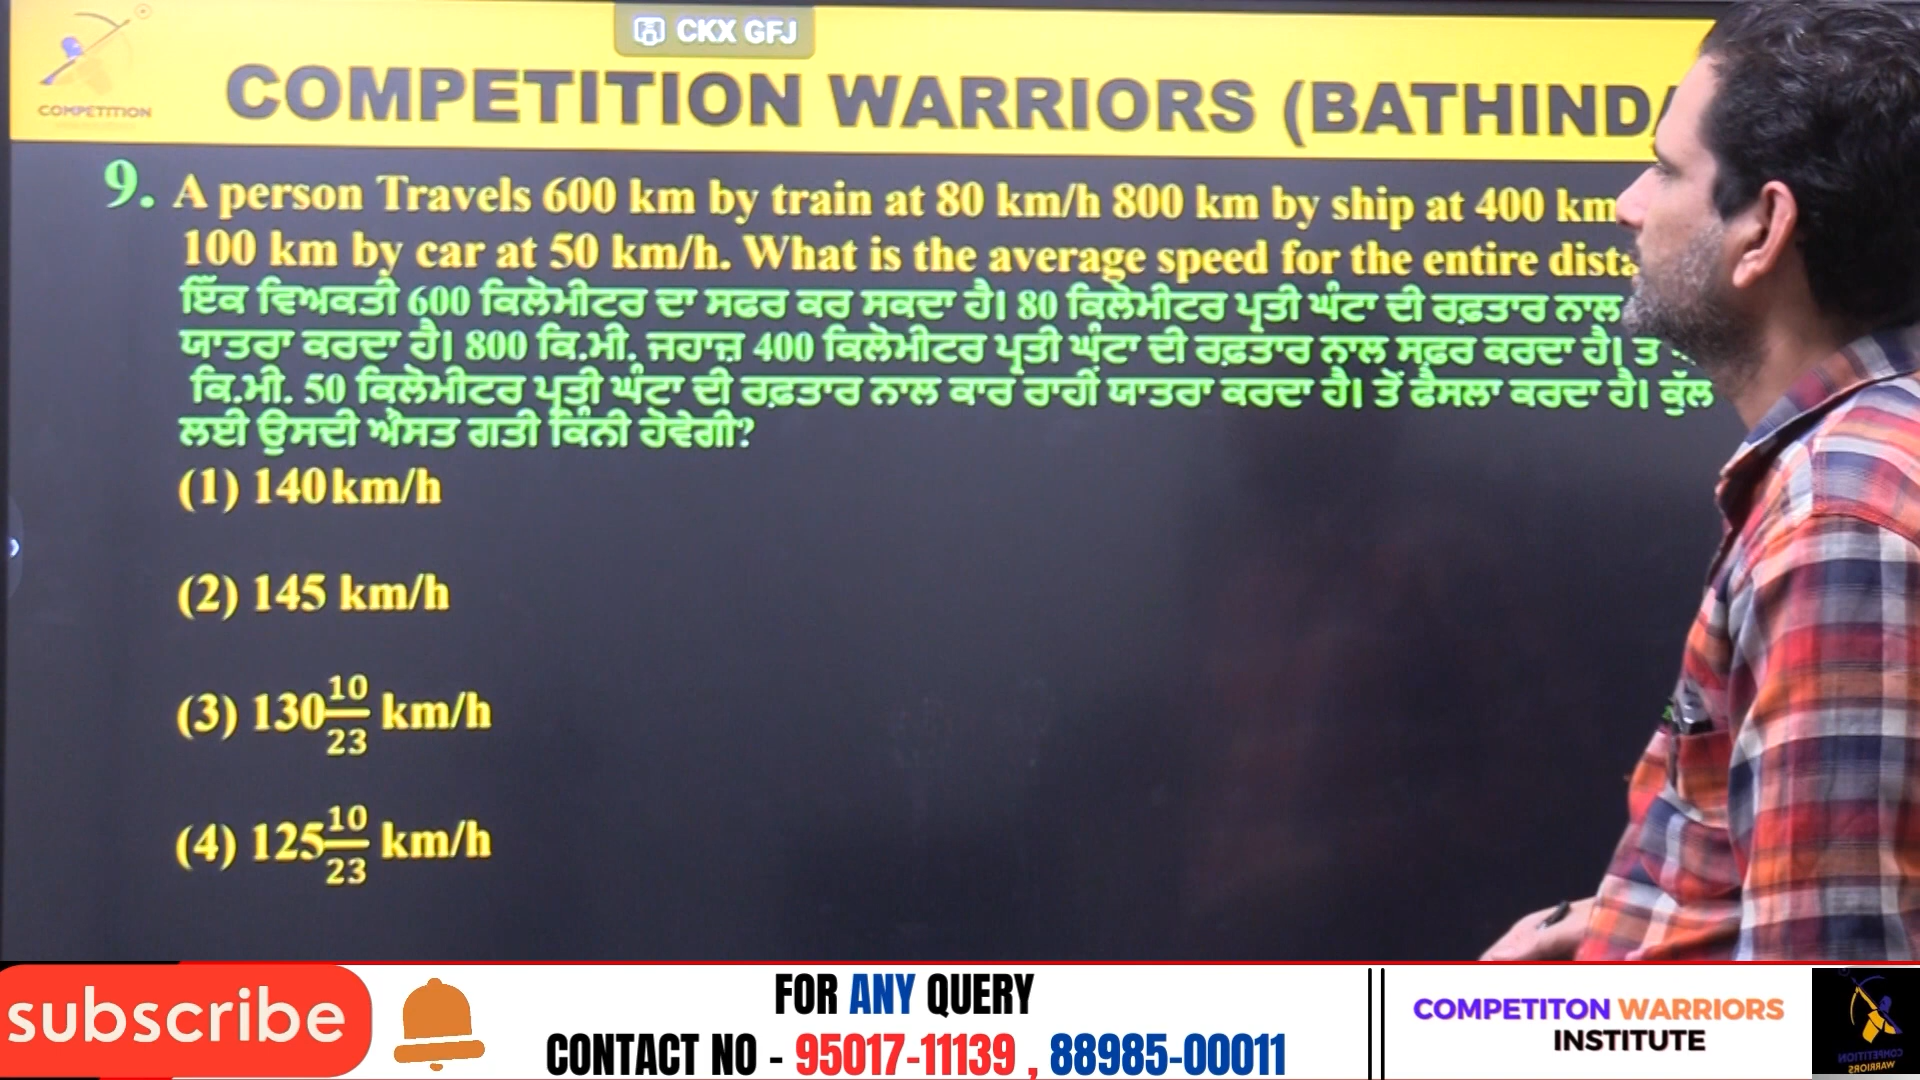 CKX GFJ
COMPETITION
COMPETITION WARRIORS (BATHINDA
9. A person Travels 600 km by train at 80 km/h 800 km by ship at 400 km
100 km by car at 50 km/h. What is the average speed for the entire
ਇੱਕ ਵਿਅਕਤੀ 600 ਕਿਲੋਮੀਟਰ ਦਾ ਸਫਰ ਕਰ ਸਕਦਾ ਹੈ। 80 ਕਿਲੋਮੀਟਰ ਪ੍ਰਤੀ ਘੰਟਾ ਦੀ ਰਫ਼ਤਾਰ ਨਾਲ
ਯਾਤਰਾ ਕਰਦਾ ਹੈ। 800 ਕਿ.ਮੀ. ਜਹਾਜ਼ 400 ਕਿਲੋਮੀਟਰ ਪ੍ਰਤੀ ਘੰਟਾ ਦੀ ਰਫ਼ਤਾਰ ਨਾਲ ਸਫ਼ਰ ਕਰਦਾ ਹੈ।
ਕਿ.ਮੀ. 50 ਕਿਲੋਮੀਟਰ ਪ੍ਰਤੀ ਘੰਟਾ ਦੀ ਰਫ਼ਤਾਰ ਨਾਲ ਕਾਰ ਰਾਹੀਂ ਯਾਤਰਾ ਕਰਦਾ ਹੈ। ਤੋਂ ਫੈਸਲਾ ਕਰਦਾ ਹੈ। ਕੁੱਲ
ਲਈ ਉਸਦੀ ਔਸਤ ਗਤੀ ਕਿੰਨੀ ਹੋਵੇਗੀ?
(1) 140 km/h
(2) 145 km/h
(3) 130 10/23 km/h
(4) 125 10/23 km/h
subscribe
FOR ANY QUERY
CONTACT NO - 95017-11139 , 88985-00011
COMPETITON WARRIORS
INSTITUTE
COMPETITION
WARRIORS